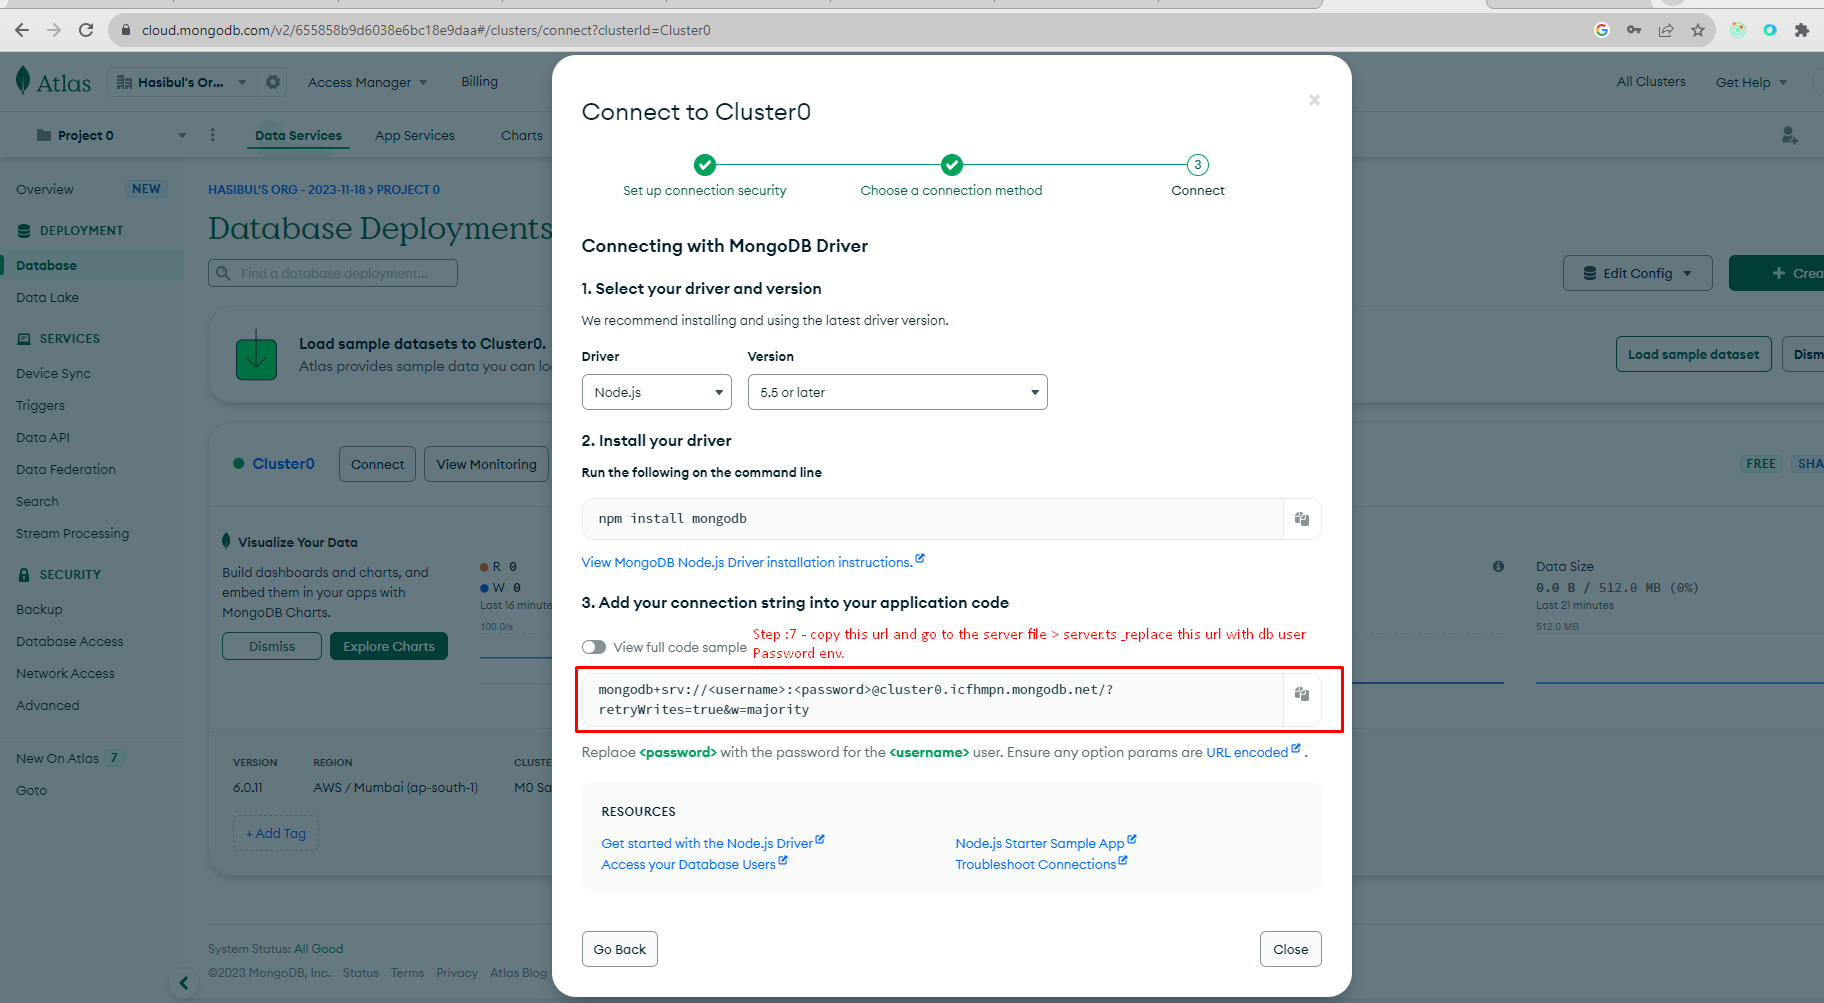 cloud.mongodb.com/v2/655858b9d6038e6bc18e9daa#/clusters/connect?clusterId=Cluster0
Atlas
Hasibul's Or...
Access Manager
Billing
All Clusters
Get Help
Project 0
Data Services
App Services
Charts
Overview
NEW
DEPLOYMENT
Database
Data Lake
SERVICES
Device Sync
Triggers
Data API
Data Federation
Search
Stream Processing
SECURITY
Backup
Database Access
Network Access
Advanced
New On Atlas 7
Goto
HASIBUL'S ORG - 2023-11-18 > PROJECT 0
Database Deployments
Find a database deployment...
Edit Config
+ Crea
Load sample datasets to Cluster0.
Atlas provides sample data you can lo
Load sample dataset
Dism
Cluster0
Connect
View Monitoring
FREE
SHA
Visualize Your Data
Build dashboards and charts, and
embed them in your apps with
MongoDB Charts.
Dismiss
Explore Charts
R 0
W 0
Last 16 minute
100.0/s
Data Size
0.0 B / 512.0 MB (0%)
Last 21 minutes
512.0 MB
VERSION
6.0.11
REGION
AWS / Mumbai (ap-south-1)
CLUSTE
M0 Sa
+ Add Tag
System Status: All Good
©2023 MongoDB, Inc. Status Terms Privacy Atlas Blog
Connect to Cluster0
Set up connection security
Choose a connection method
3
Connect
Connecting with MongoDB Driver
1. Select your driver and version
We recommend installing and using the latest driver version.
Driver
Version
Node.js
5.5 or later
2. Install your driver
Run the following on the command line
npm install mongodb
View MongoDB Node.js Driver installation instructions.
3. Add your connection string into your application code
View full code sample
Step :7 - copy this url and go to the server file > server.ts _replace this url with db user
Password env.
mongodb+srv://<username>:<password>@cluster0.icfhmpn.mongodb.net/?
retryWrites=true&w=majority
Replace <password> with the password for the <username> user. Ensure any option params are URL encoded .
RESOURCES
Get started with the Node.js Driver
Node.js Starter Sample App
Access your Database Users
Troubleshoot Connections
Go Back
Close